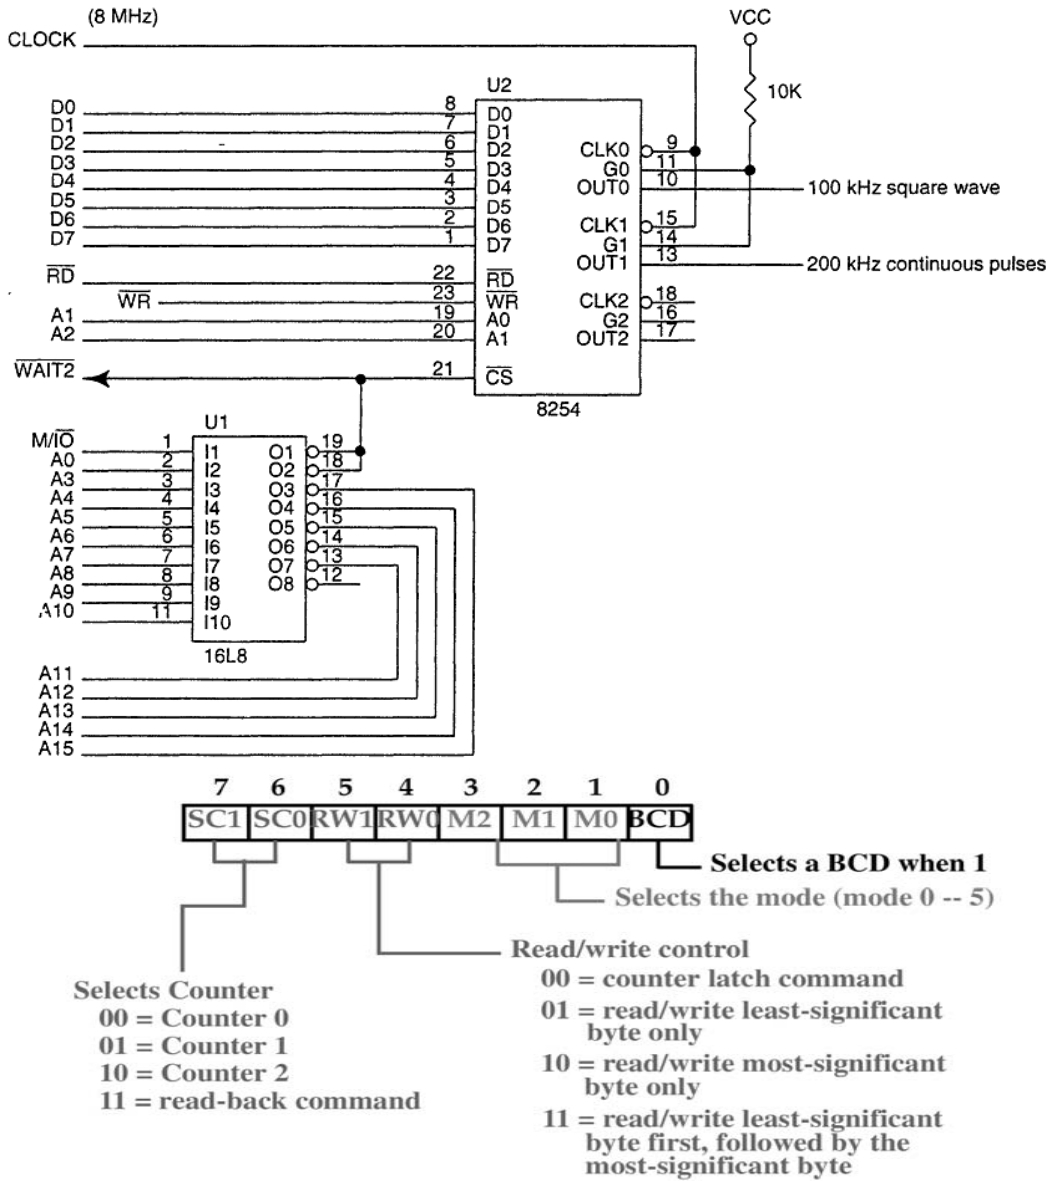 (8 MHz)
VCC
CLOCK
U2
10K
D0 8 D0
D1 7 D1
D2 6 D2
D3 5 D3
D4 4 D4
D5 3 D5
D6 2 D6
D7 1 D7
CLK0 9
G0 11
OUT0 10 100 kHz square wave
CLK1 15
G1 14
OUT1 13 200 kHz continuous pulses
RD 22 RD
WR 23 WR
A1 19 A0
A2 20 A1
CLK2 18
G2 16
OUT2 17
WAIT2 21 CS
8254
U1
M/IO 1 I1 O1 19
A0 2 I2 O2 18
A3 3 I3 O3 17
A4 4 I4 O4 16
A5 5 I5 O5 15
A6 6 I6 O6 14
A7 7 I7 O7 13
A8 8 I8 O8 12
A9 9 I9
A10 11 I10
16L8
A11
A12
A13
A14
A15
7 6 5 4 3 2 1 0
SC1 SC0 RW1 RW0 M2 M1 M0 BCD
Selects a BCD when 1
Selects the mode (mode 0 -- 5)
Read/write control
00 = counter latch command
01 = read/write least-significant
byte only
10 = read/write most-significant
byte only
11 = read/write least-significant
byte first, followed by the
most-significant byte
Selects Counter
00 = Counter 0
01 = Counter 1
10 = Counter 2
11 = read-back command